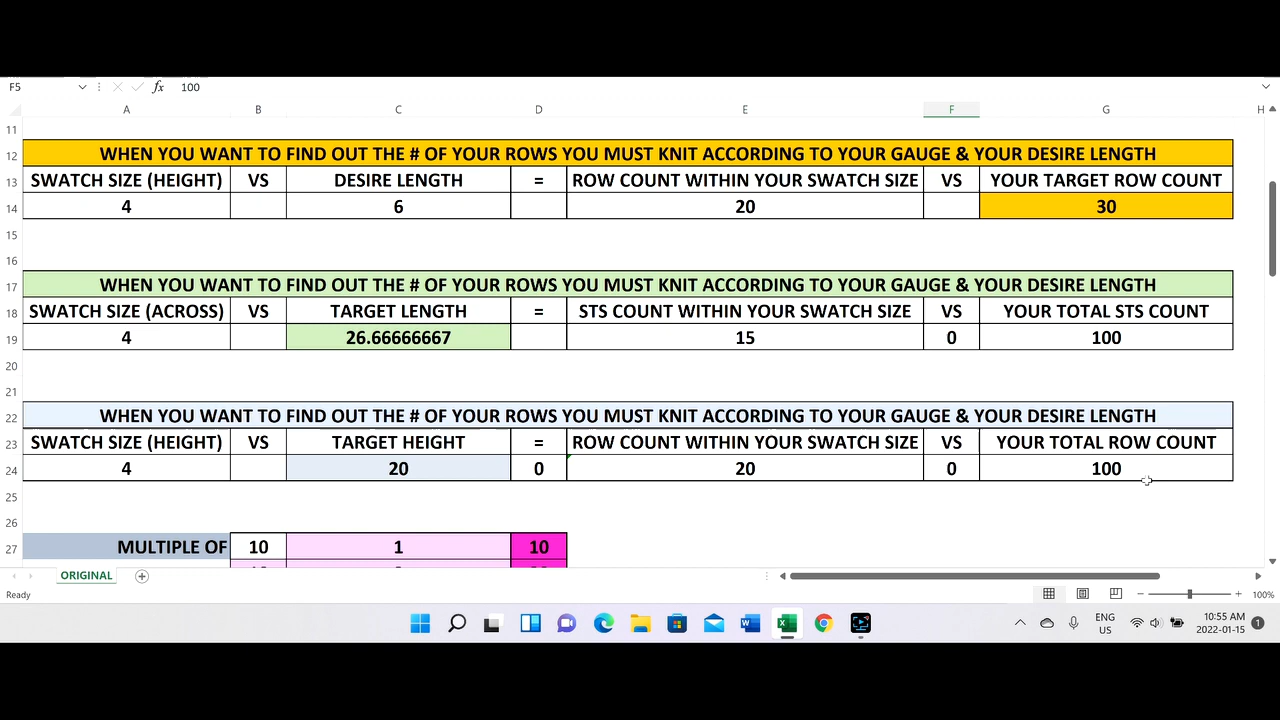 F5 fx 100
A B C D E F G H
11
12 WHEN YOU WANT TO FIND OUT THE # OF YOUR ROWS YOU MUST KNIT ACCORDING TO YOUR GAUGE & YOUR DESIRE LENGTH
13 SWATCH SIZE (HEIGHT) VS DESIRE LENGTH = ROW COUNT WITHIN YOUR SWATCH SIZE VS YOUR TARGET ROW COUNT
14 4 6 20 30
15
16
17 WHEN YOU WANT TO FIND OUT THE # OF YOUR ROWS YOU MUST KNIT ACCORDING TO YOUR GAUGE & YOUR DESIRE LENGTH
18 SWATCH SIZE (ACROSS) VS TARGET LENGTH = STS COUNT WITHIN YOUR SWATCH SIZE VS YOUR TOTAL STS COUNT
19 4 26.66666667 15 0 100
20
21
22 WHEN YOU WANT TO FIND OUT THE # OF YOUR ROWS YOU MUST KNIT ACCORDING TO YOUR GAUGE & YOUR DESIRE LENGTH
23 SWATCH SIZE (HEIGHT) VS TARGET HEIGHT = ROW COUNT WITHIN YOUR SWATCH SIZE VS YOUR TOTAL ROW COUNT
24 4 20 0 20 0 100
25
26
27 MULTIPLE OF 10 1 10
ORIGINAL
Ready 100%
ENG 10:55 AM
US 2022-01-15 1